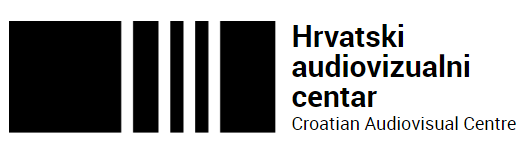 Hrvatski
audiovizualni
centar
Croatian Audiovisual Centre